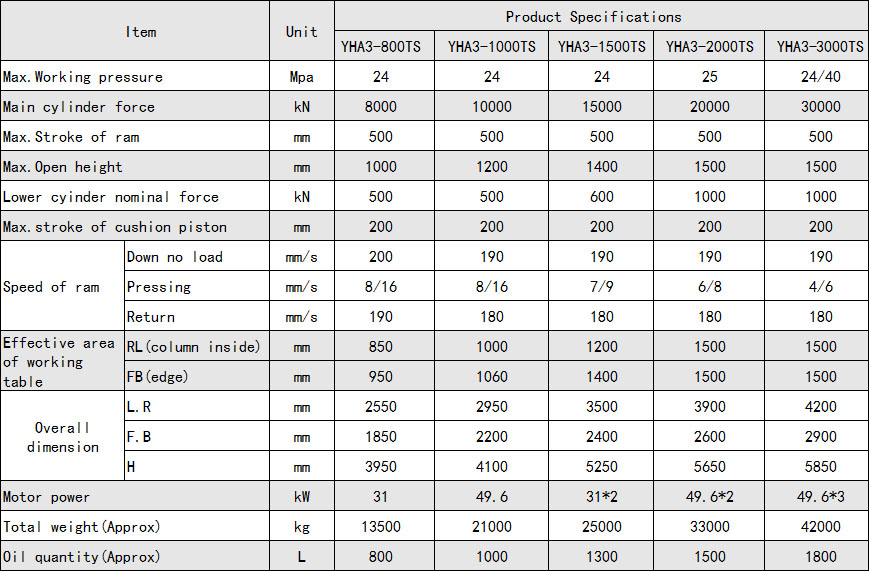 Item Unit Product Specifications
YHA3-800TS YHA3-1000TS YHA3-1500TS YHA3-2000TS YHA3-3000TS
Max.Working pressure Mpa 24 24 24 25 24/40
Main cylinder force kN 8000 10000 15000 20000 30000
Max.Stroke of ram mm 500 500 500 500 500
Max.Open height mm 1000 1200 1400 1500 1500
Lower cyinder nominal force kN 500 500 600 1000 1000
Max.stroke of cushion piston mm 200 200 200 200 200
Speed of ram
Down no load mm/s 200 190 190 190 190
Pressing mm/s 8/16 8/16 7/9 6/8 4/6
Return mm/s 190 180 180 180 180
Effective area
of working
table
RL(column inside) mm 850 1000 1200 1500 1500
FB(edge) mm 950 1060 1400 1500 1500
Overall
dimension
L.R mm 2550 2950 3500 3900 4200
F.B mm 1850 2200 2400 2600 2900
H mm 3950 4100 5250 5650 5850
Motor power kW 31 49.6 31*2 49.6*2 49.6*3
Total weight(Approx) kg 13500 21000 25000 33000 42000
Oil quantity(Approx) L 800 1000 1300 1500 1800